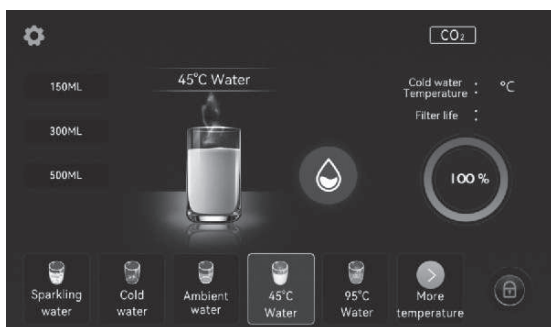 CO₂
150ML
300ML
500ML
45°C Water
Cold water
Temperature : °C
Filter life :
100 %
Sparkling
water
Cold
water
Ambient
water
45°C
Water
95°C
Water
More
temperature